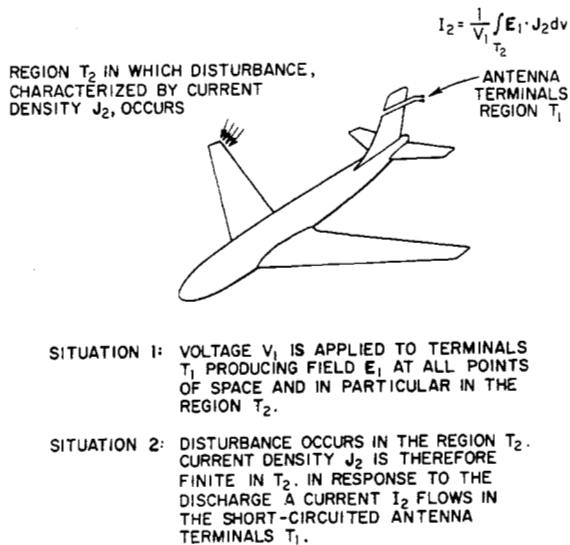 I₂ = 1/V₁ ∫T₂ E₁ · J₂dv
REGION T₂ IN WHICH DISTURBANCE,
CHARACTERIZED BY CURRENT
DENSITY J₂, OCCURS
ANTENNA
TERMINALS
REGION T₁
SITUATION 1: VOLTAGE V₁ IS APPLIED TO TERMINALS
T₁ PRODUCING FIELD E₁ AT ALL POINTS
OF SPACE AND IN PARTICULAR IN THE
REGION T₂.
SITUATION 2: DISTURBANCE OCCURS IN THE REGION T₂.
CURRENT DENSITY J₂ IS THEREFORE
FINITE IN T₂. IN RESPONSE TO THE
DISCHARGE A CURRENT I₂ FLOWS IN
THE SHORT-CIRCUITED ANTENNA
TERMINALS T₁.